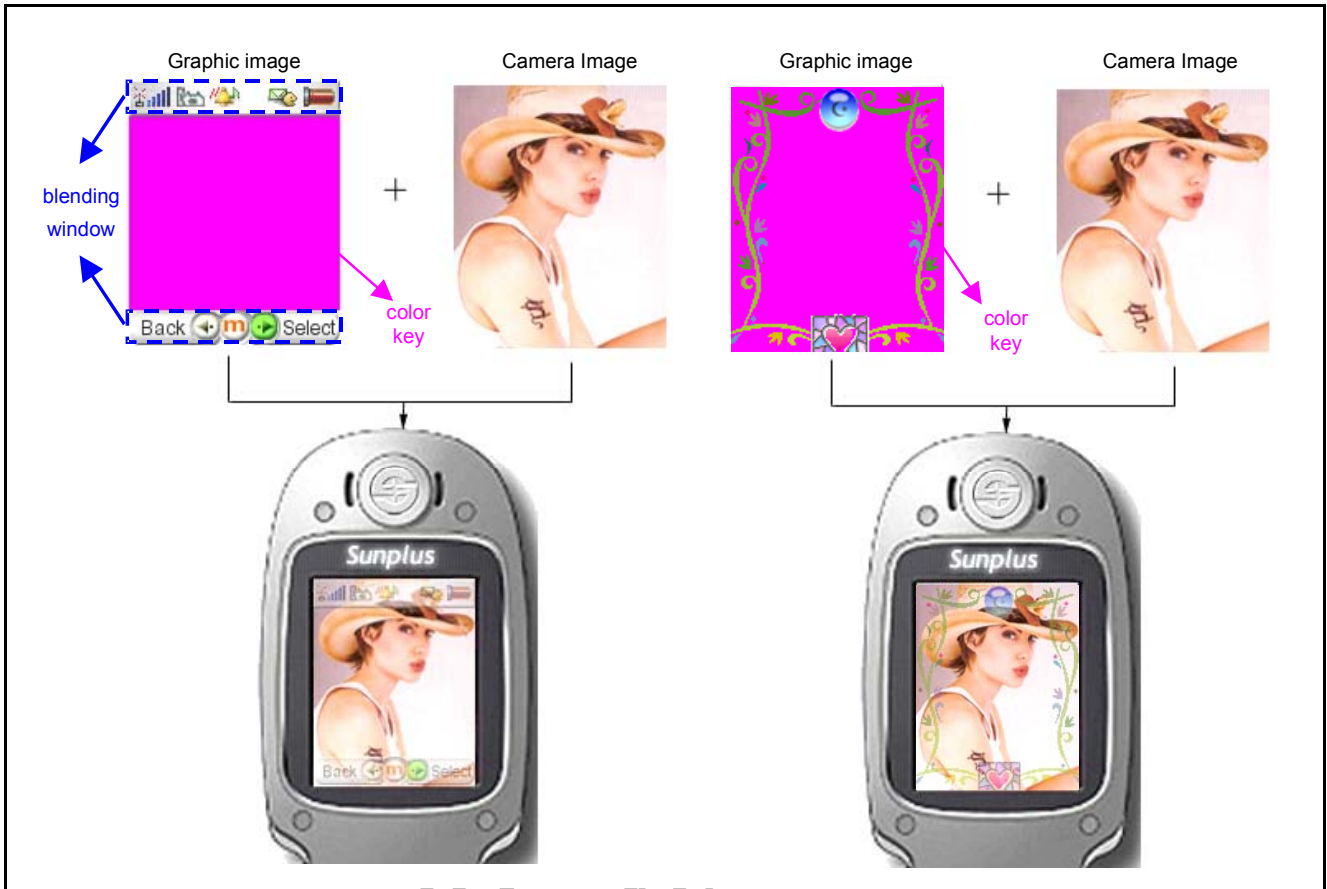 Graphic image
Camera Image
Graphic image
Camera Image
blending
window
+
+
Back m Select
color
key
color
key
Sunplus
Sunplus
Back m Select